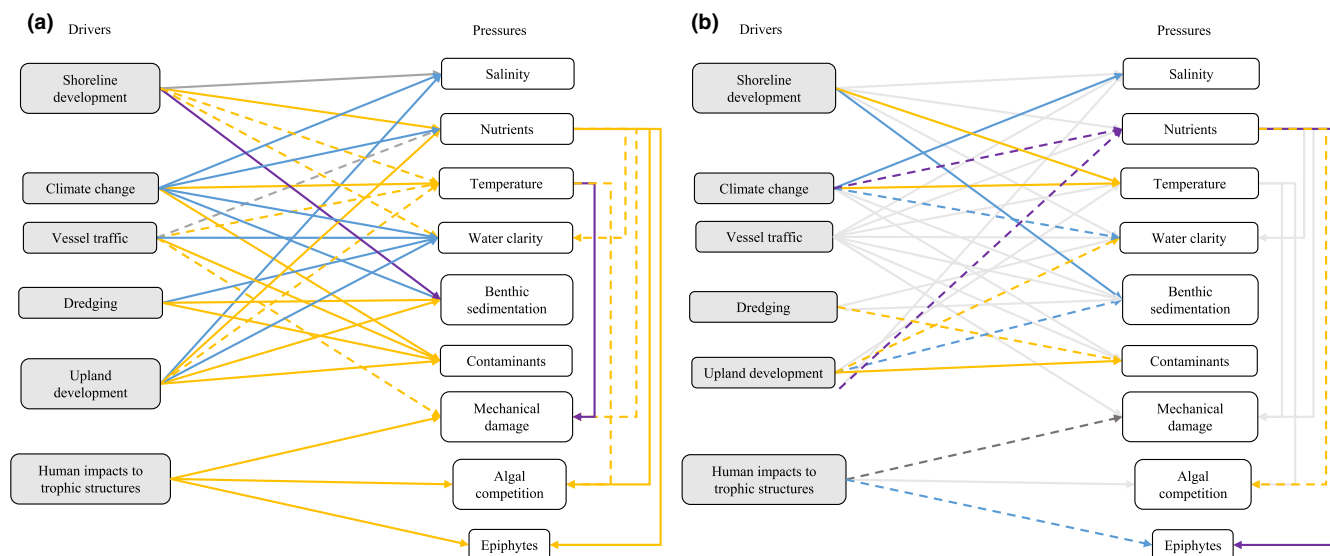 (a)
Drivers
Pressures
Shoreline
development
Climate change
Vessel traffic
Dredging
Upland
development
Human impacts to
trophic structures
Salinity
Nutrients
Temperature
Water clarity
Benthic
sedimentation
Contaminants
Mechanical
damage
Algal
competition
Epiphytes
(b)
Drivers
Pressures
Shoreline
development
Climate change
Vessel traffic
Dredging
Upland development
Human impacts to
trophic structures
Salinity
Nutrients
Temperature
Water clarity
Benthic
sedimentation
Contaminants
Mechanical
damage
Algal
competition
Epiphytes